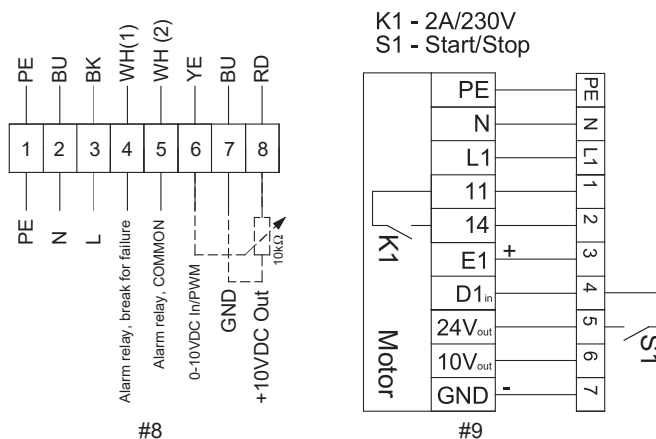 K1 - 2A/230V
S1 - Start/Stop
PE
BU
BK
WH(1)
WH (2)
YE
BU
RD
1
2
3
4
5
6
7
8
PE
N
L
Alarm relay, break for failure
Alarm relay, COMMON
0-10VDC In/PWM
GND
+10VDC Out
10kΩ
#8
PE
N
L1
11
14
E1
+
D1in
24Vout
10Vout
GND
-
K1
Motor
PE
N
L1
1
2
3
4
5
6
7
S1
#9